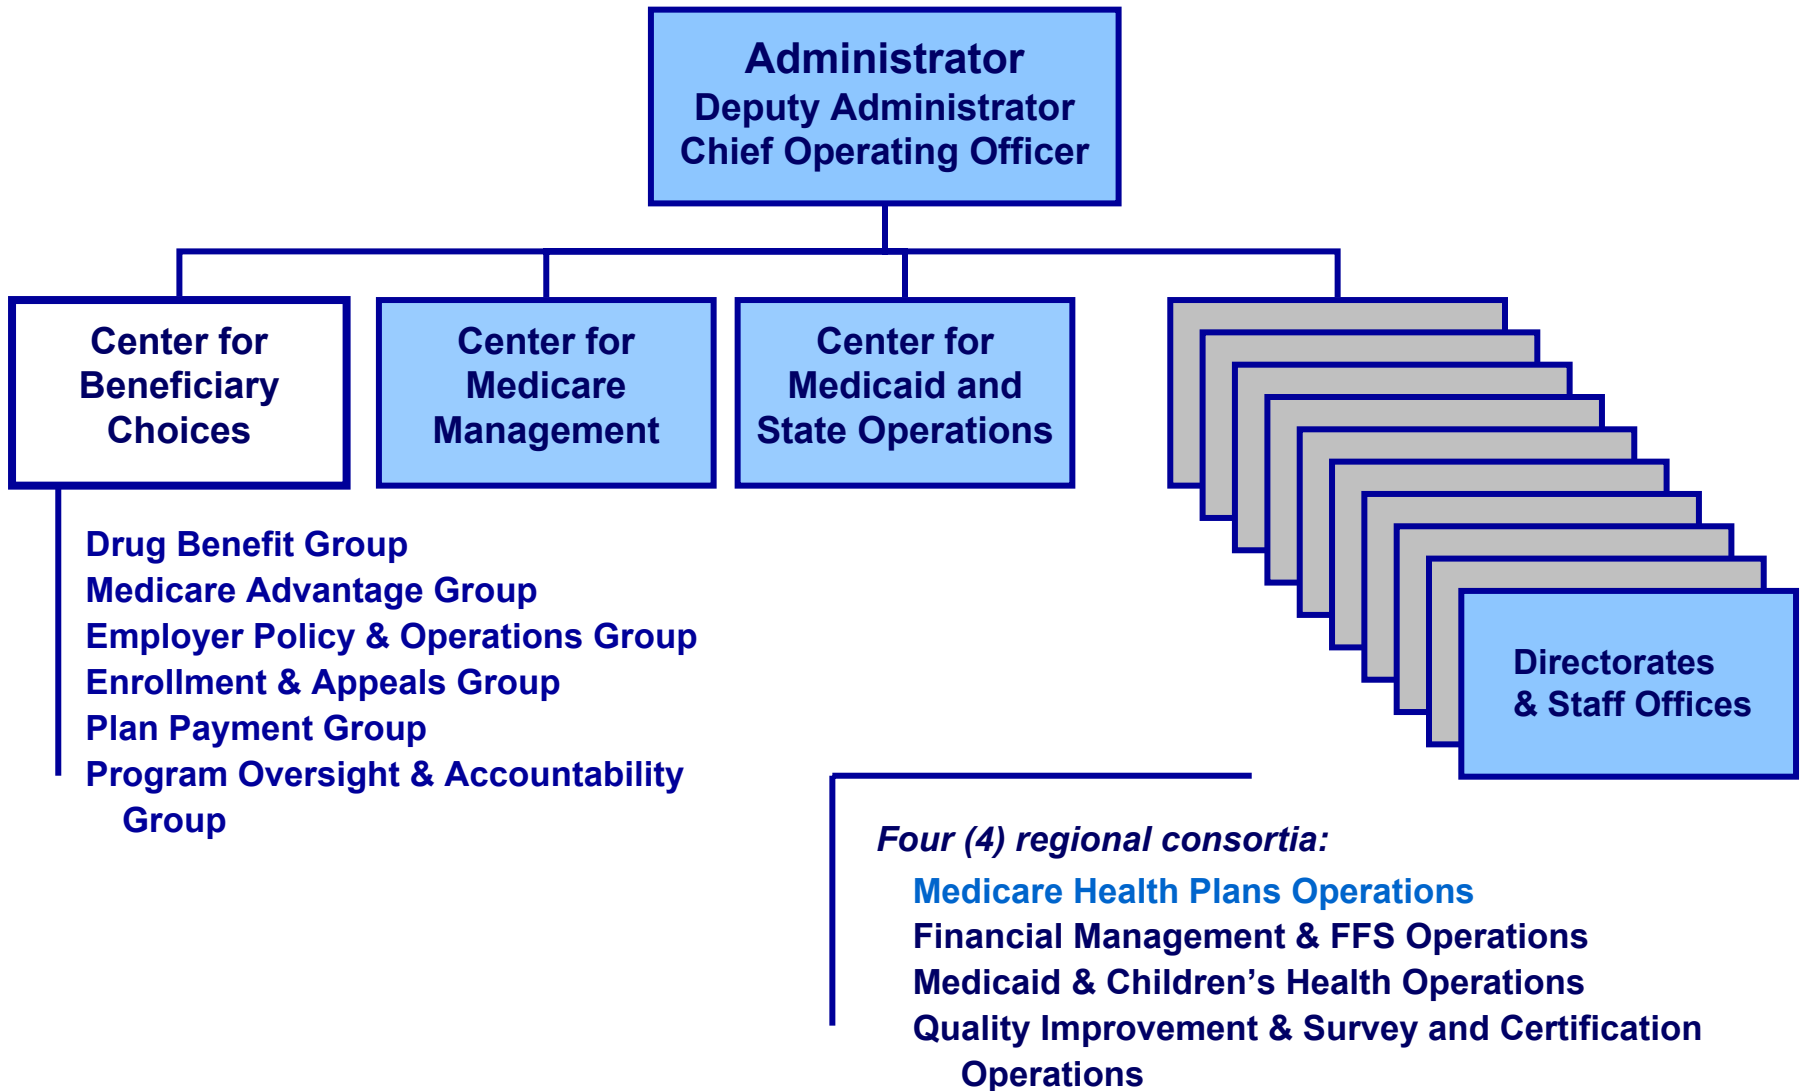 Administrator
Deputy Administrator
Chief Operating Officer
Center for
Beneficiary
Choices
Center for
Medicare
Management
Center for
Medicaid and
State Operations
Directorates
& Staff Offices
Drug Benefit Group
Medicare Advantage Group
Employer Policy & Operations Group
Enrollment & Appeals Group
Plan Payment Group
Program Oversight & Accountability
Group
Four (4) regional consortia:
Medicare Health Plans Operations
Financial Management & FFS Operations
Medicaid & Children’s Health Operations
Quality Improvement & Survey and Certification
Operations